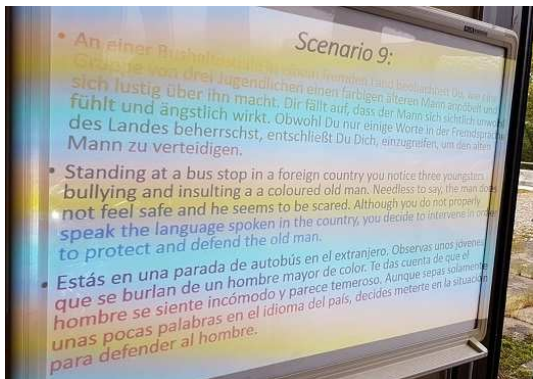 Scenario 9:
• An einer Bushaltestelle in einem fremden Land beobachtest Du, wie eine
Gruppe von drei Jugendlichen einen farbigen älteren Mann anpöbelt und
sich lustig über ihn macht. Dir fällt auf, dass der Mann sich sichtlich unwohl
fühlt und ängstlich wirkt. Obwohl Du nur einige Worte in der Fremdsprache
des Landes beherrschst, entschließt Du Dich, einzugreifen, um den alten
Mann zu verteidigen.
• Standing at a bus stop in a foreign country you notice three youngsters
bullying and insulting a a coloured old man. Needless to say, the man does
not feel safe and he seems to be scared. Although you do not properly
speak the language spoken in the country, you decide to intervene in order
to protect and defend the old man.
• Estás en una parada de autobús en el extranjero. Observas unos jóvenes
que se burlan de un hombre mayor de color. Te das cuenta de que el
hombre se siente incómodo y parece temeroso. Aunque sepas solamente
unas pocas palabras en el idioma del país, decides meterte en la situación
para defender al hombre.